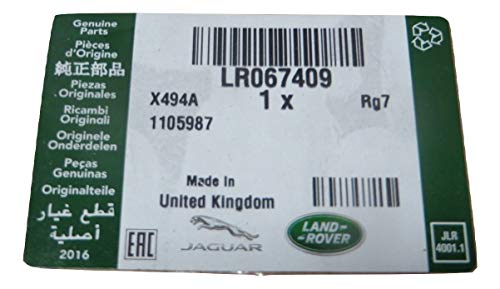 Genuine
Parts
Pièces
d'Origine
純正部品
Piezas
Originales
Ricambi
Originali
Originele
Onderdelen
Peças
Genuinas
Originalteile
قطع غيار
أصلية
2016
LR067409
1 x
X494A
Rg7
1105987
Made in
United Kingdom
EAC
JAGUAR
LAND-
-ROVER
JLR
4001.1